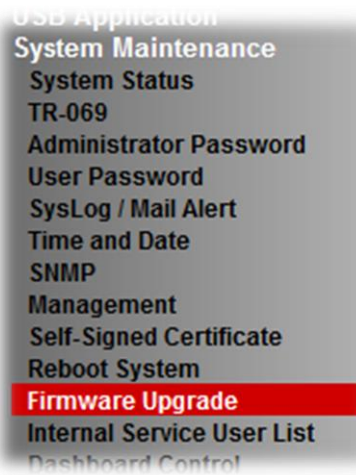 USB Application
System Maintenance
System Status
TR-069
Administrator Password
User Password
SysLog / Mail Alert
Time and Date
SNMP
Management
Self-Signed Certificate
Reboot System
Firmware Upgrade
Internal Service User List
Dashboard Control